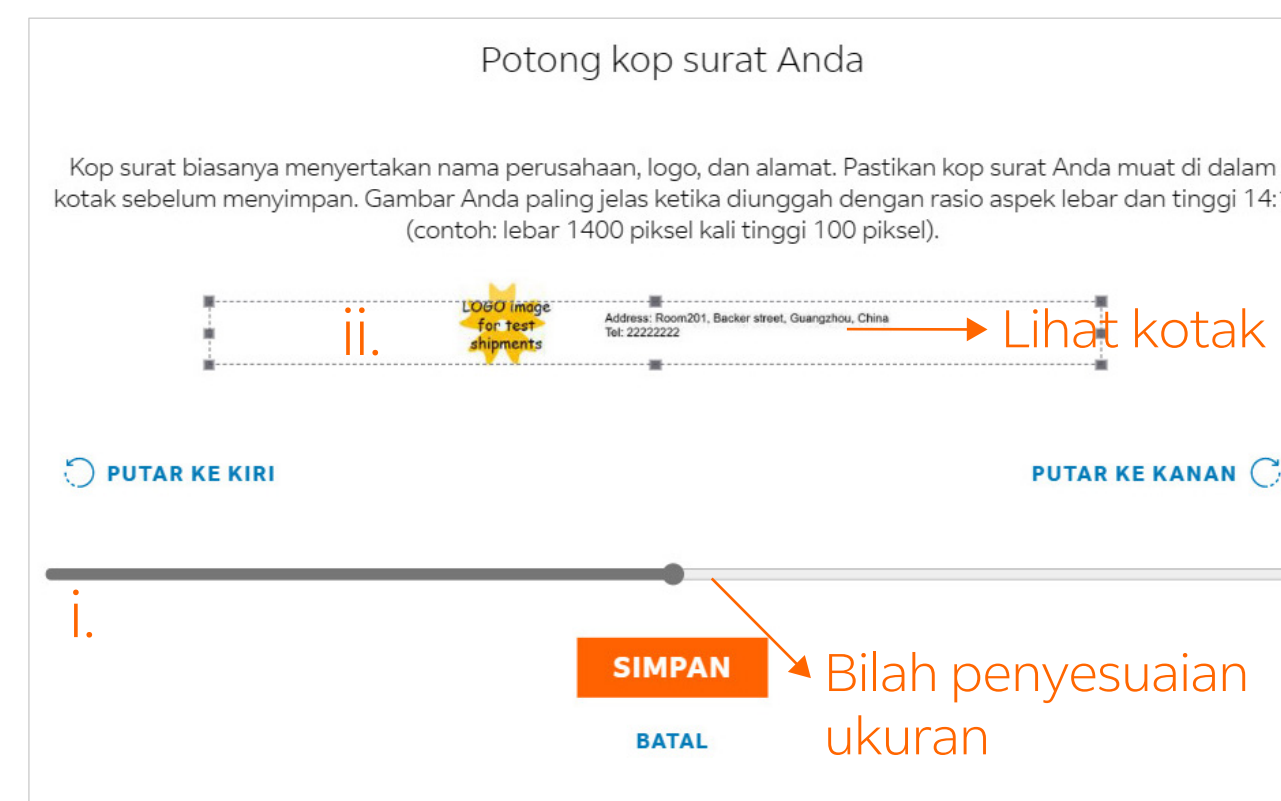 Potong kop surat Anda
Kop surat biasanya menyertakan nama perusahaan, logo, dan alamat. Pastikan kop surat Anda muat di dalam
kotak sebelum menyimpan. Gambar Anda paling jelas ketika diunggah dengan rasio aspek lebar dan tinggi
(contoh: lebar 1400 piksel kali tinggi 100 piksel).
ii.
LOGO image
for test
shipments
Address: Room201, Backer street, Guangzhou, China
Tel: 22222222
Lihat kotak
PUTAR KE KIRI
PUTAR KE KANAN
i.
SIMPAN
Bilah penyesuaian
ukuran
BATAL